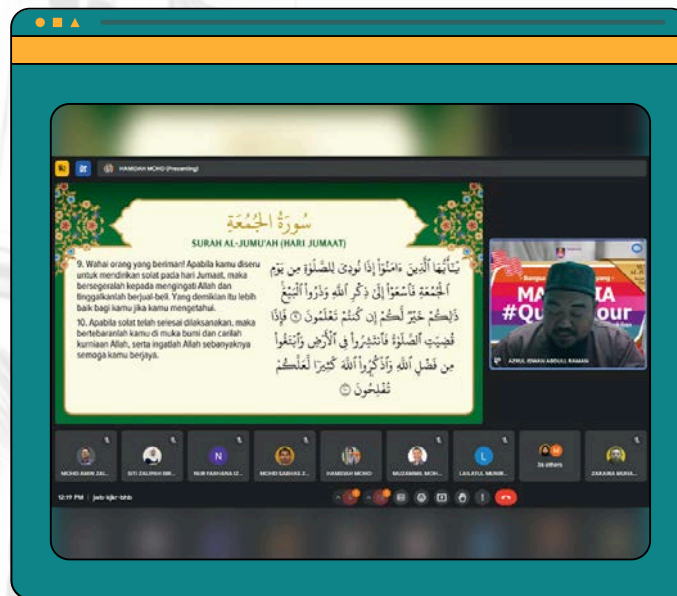 HAMIDAH MOHD (Presenting)
سُورَةُ الْجُمُعَةِ
SURAH AL-JUMU'AH (HARI JUMAAT)
9. Wahai orang yang beriman! Apabila kamu diseru
untuk mendirikan solat pada hari Jumaat, maka
bersegeralah kepada mengingati Allah dan
tinggalkanlah berjual-beli. Yang demikian itu lebih
baik bagi kamu jika kamu mengetahui.
10. Apabila solat telah selesai dilaksanakan, maka
bertebaranlah kamu di muka bumi dan carilah
kurniaan Allah, serta ingatlah Allah sebanyaknya
semoga kamu berjaya.
يَٰٓأَيُّهَا ٱلَّذِينَ ءَامَنُوٓا۟ إِذَا نُودِىَ لِلصَّلَوٰةِ مِن يَوْمِ
ٱلْجُمُعَةِ فَٱسْعَوْا۟ إِلَىٰ ذِكْرِ ٱللَّهِ وَذَرُوا۟ ٱلْبَيْعَ
ذَٰلِكُمْ خَيْرٌ لَّكُمْ إِن كُنتُمْ تَعْلَمُونَ ۝٩ فَإِذَا
قُضِيَتِ ٱلصَّلَوٰةُ فَٱنتَشِرُوا۟ فِى ٱلْأَرْضِ وَٱبْتَغُوا۟
مِن فَضْلِ ٱللَّهِ وَٱذْكُرُوا۟ ٱللَّهَ كَثِيرًا لَّعَلَّكُمْ
تُفْلِحُونَ ۝١٠
AZRUL ISMAN ABDULL RAMAN
MOHD AMIN ZAI...
SITI ZALIPAH BIN...
NUR FARHANA IZ...
MOHD SABHAS Z...
HAMIDAH MOHD
MUZAMMIL MOH...
LAILATUL MUNIR...
36 others
ZAKARIA MUHA...
12:19 PM | jwb-kjkr-bhb